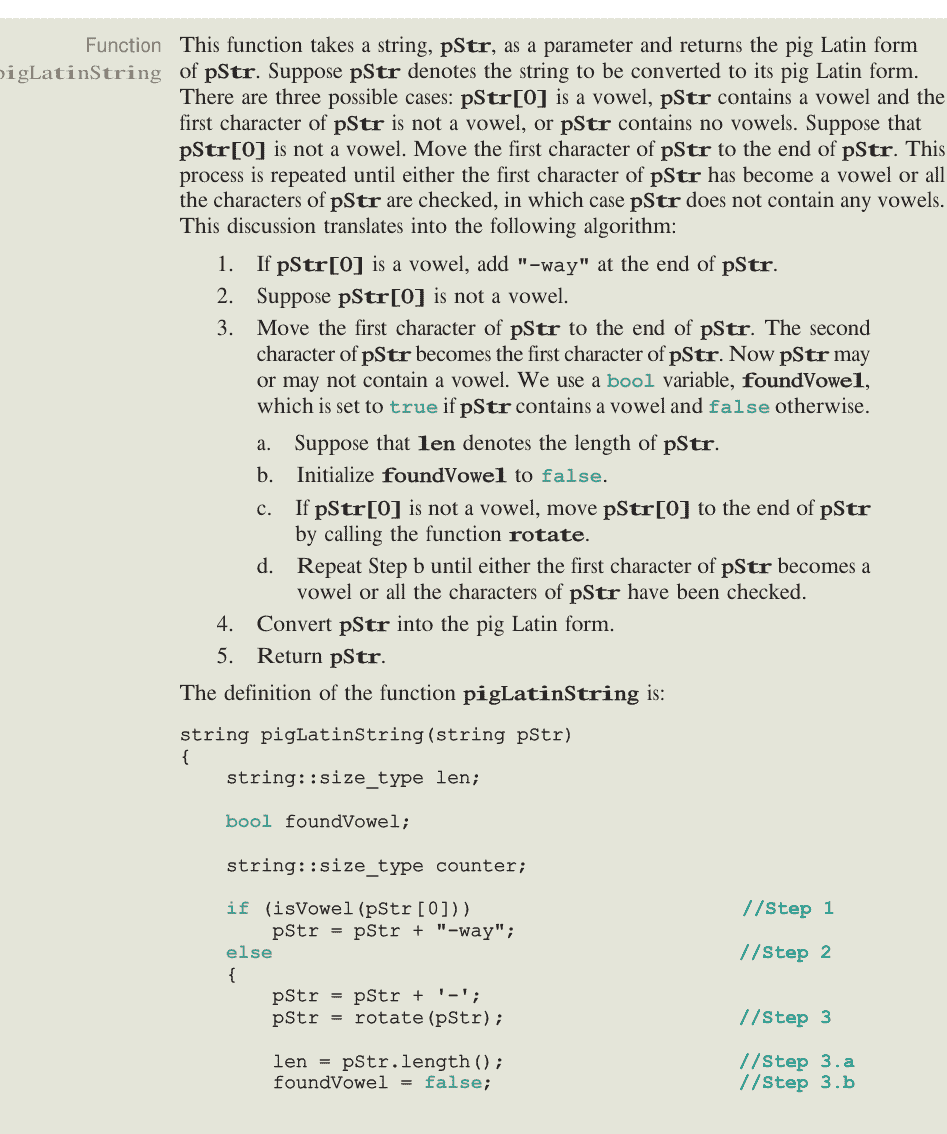 Function
pigLatinString
This function takes a string, pStr, as a parameter and returns the pig Latin form
of pStr. Suppose pStr denotes the string to be converted to its pig Latin form.
There are three possible cases: pStr[0] is a vowel, pStr contains a vowel and the
first character of pStr is not a vowel, or pStr contains no vowels. Suppose that
pStr[0] is not a vowel. Move the first character of pStr to the end of pStr. This
process is repeated until either the first character of pStr has become a vowel or all
the characters of pStr are checked, in which case pStr does not contain any vowels.
This discussion translates into the following algorithm:
1. If pStr[0] is a vowel, add "-way" at the end of pStr.
2. Suppose pStr[0] is not a vowel.
3. Move the first character of pStr to the end of pStr. The second
character of pStr becomes the first character of pStr. Now pStr may
or may not contain a vowel. We use a bool variable, foundVowel,
which is set to true if pStr contains a vowel and false otherwise.
a. Suppose that len denotes the length of pStr.
b. Initialize foundVowel to false.
c. If pStr[0] is not a vowel, move pStr[0] to the end of pStr
by calling the function rotate.
d. Repeat Step b until either the first character of pStr becomes a
vowel or all the characters of pStr have been checked.
4. Convert pStr into the pig Latin form.
5. Return pStr.
The definition of the function pigLatinString is:
string pigLatinString(string pStr)
{
string::size_type len;
bool foundVowel;
string::size_type counter;
if (isVowel(pStr[0])) //Step 1
pStr = pStr + "-way";
else //Step 2
{
pStr = pStr + '-';
pStr = rotate(pStr); //Step 3
len = pStr.length(); //Step 3.a
foundVowel = false; //Step 3.b